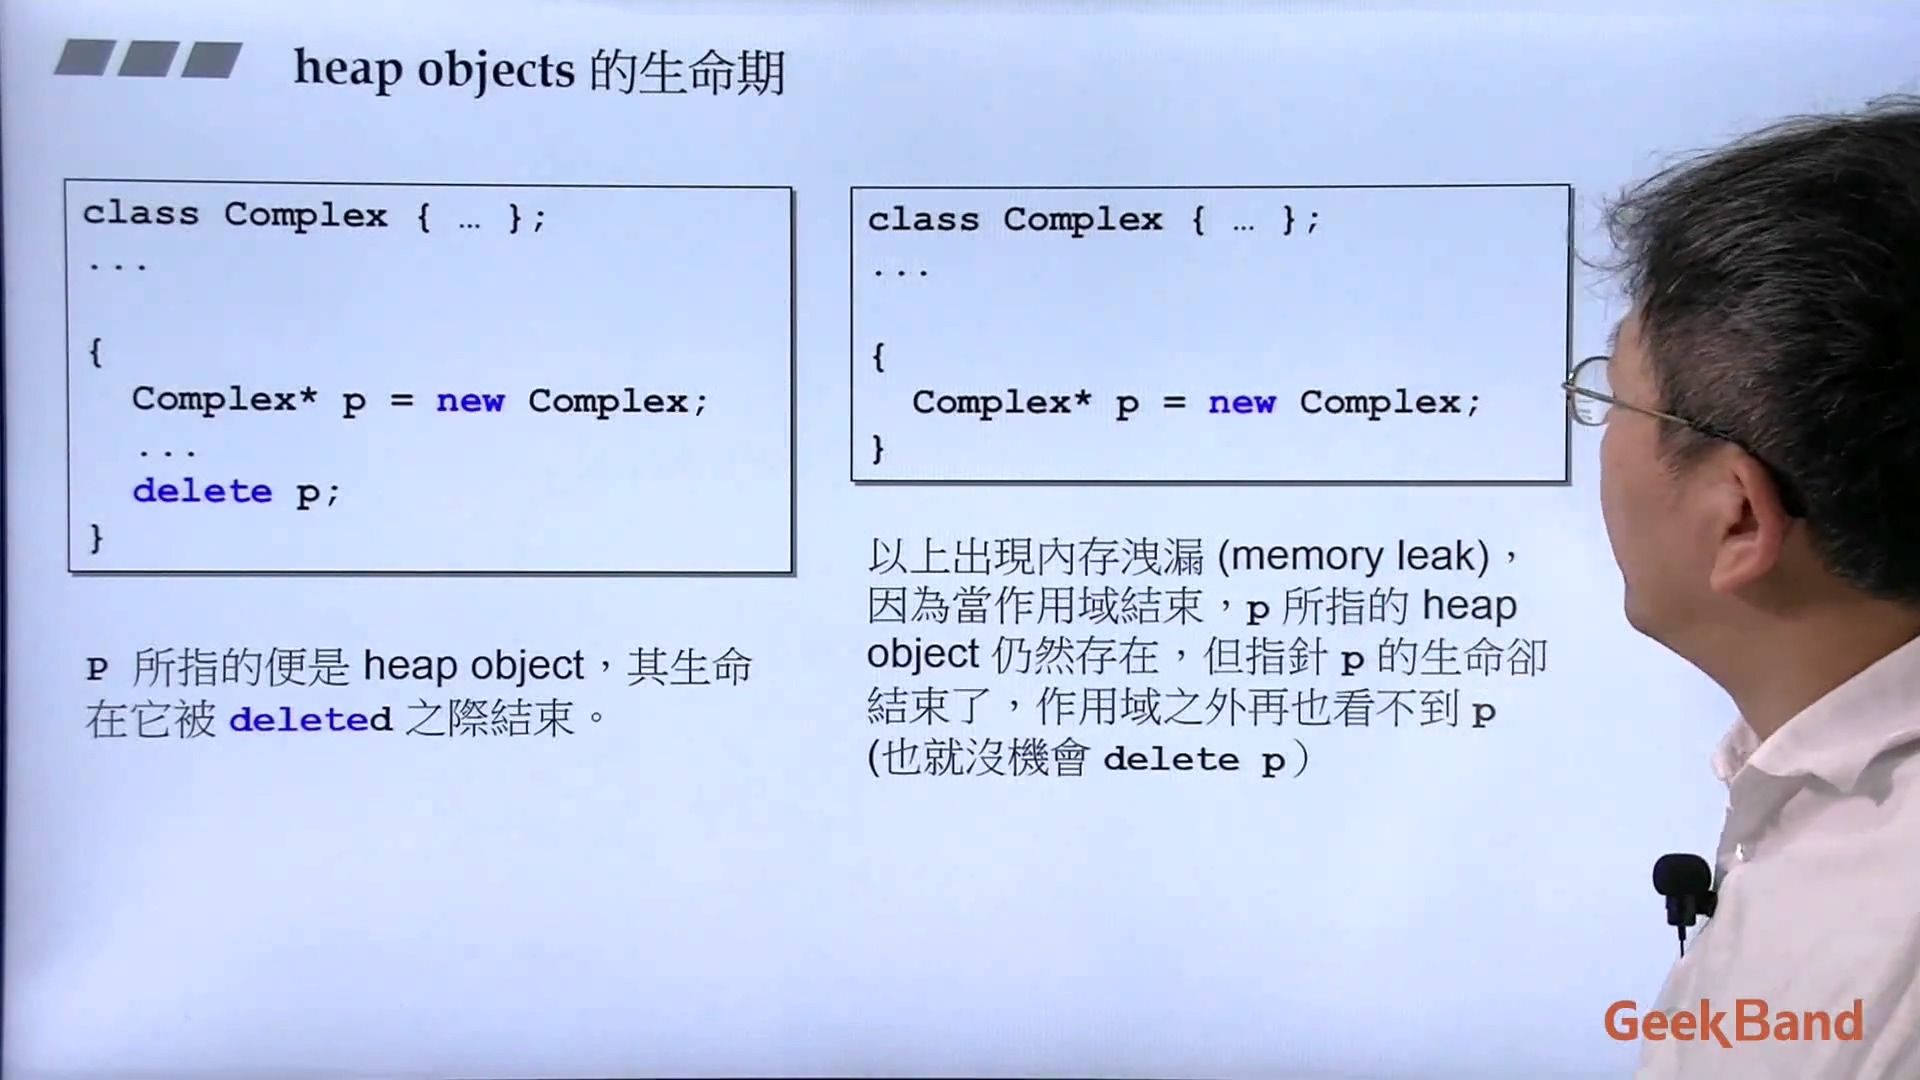 heap objects 的生命期
class Complex { … };
...
{
Complex* p = new Complex;
...
delete p;
}
P 所指的便是 heap object，其生命
在它被 deleted 之際結束。
class Complex { … };
...
{
Complex* p = new Complex;
}
以上出現內存洩漏 (memory leak)，
因為當作用域結束，p 所指的 heap
object 仍然存在，但指針 p 的生命卻
結束了，作用域之外再也看不到 p
(也就沒機會 delete p）
GeekBand